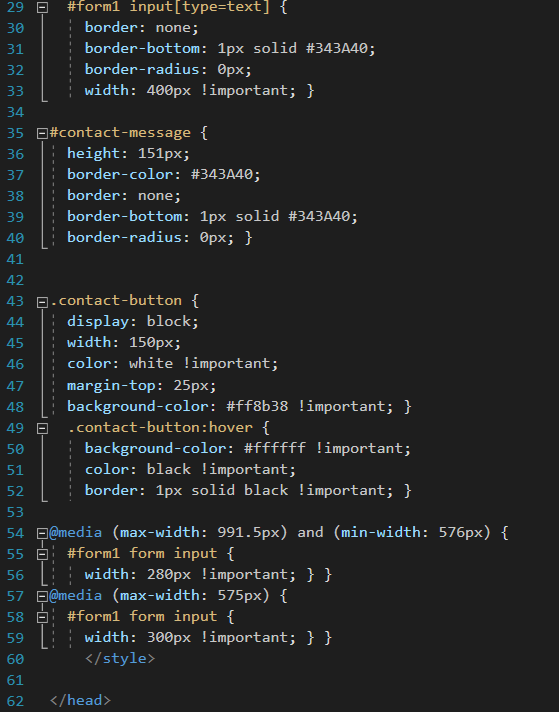 29 #form1 input[type=text] {
30 border: none;
31 border-bottom: 1px solid #343A40;
32 border-radius: 0px;
33 width: 400px !important; }
34
35 #contact-message {
36 height: 151px;
37 border-color: #343A40;
38 border: none;
39 border-bottom: 1px solid #343A40;
40 border-radius: 0px; }
41
42
43 .contact-button {
44 display: block;
45 width: 150px;
46 color: white !important;
47 margin-top: 25px;
48 background-color: #ff8b38 !important; }
49 .contact-button:hover {
50 background-color: #ffffff !important;
51 color: black !important;
52 border: 1px solid black !important; }
53
54 @media (max-width: 991.5px) and (min-width: 576px) {
55 #form1 form input {
56 width: 280px !important; } }
57 @media (max-width: 575px) {
58 #form1 form input {
59 width: 300px !important; } }
60 </style>
61
62 </head>